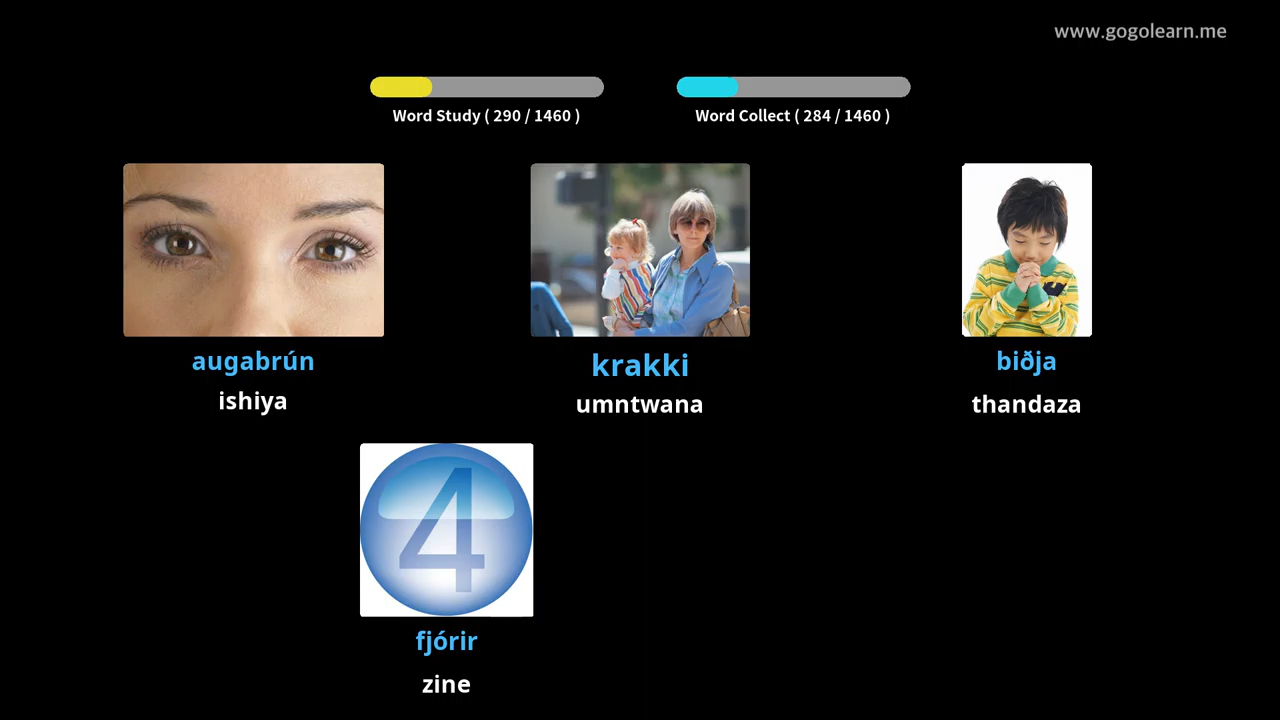 www.gogolearn.me
Word Study ( 290 / 1460 )
Word Collect ( 284 / 1460 )
augabrún
ishiya
krakki
umntwana
biðja
thandaza
4
fjórir
zine